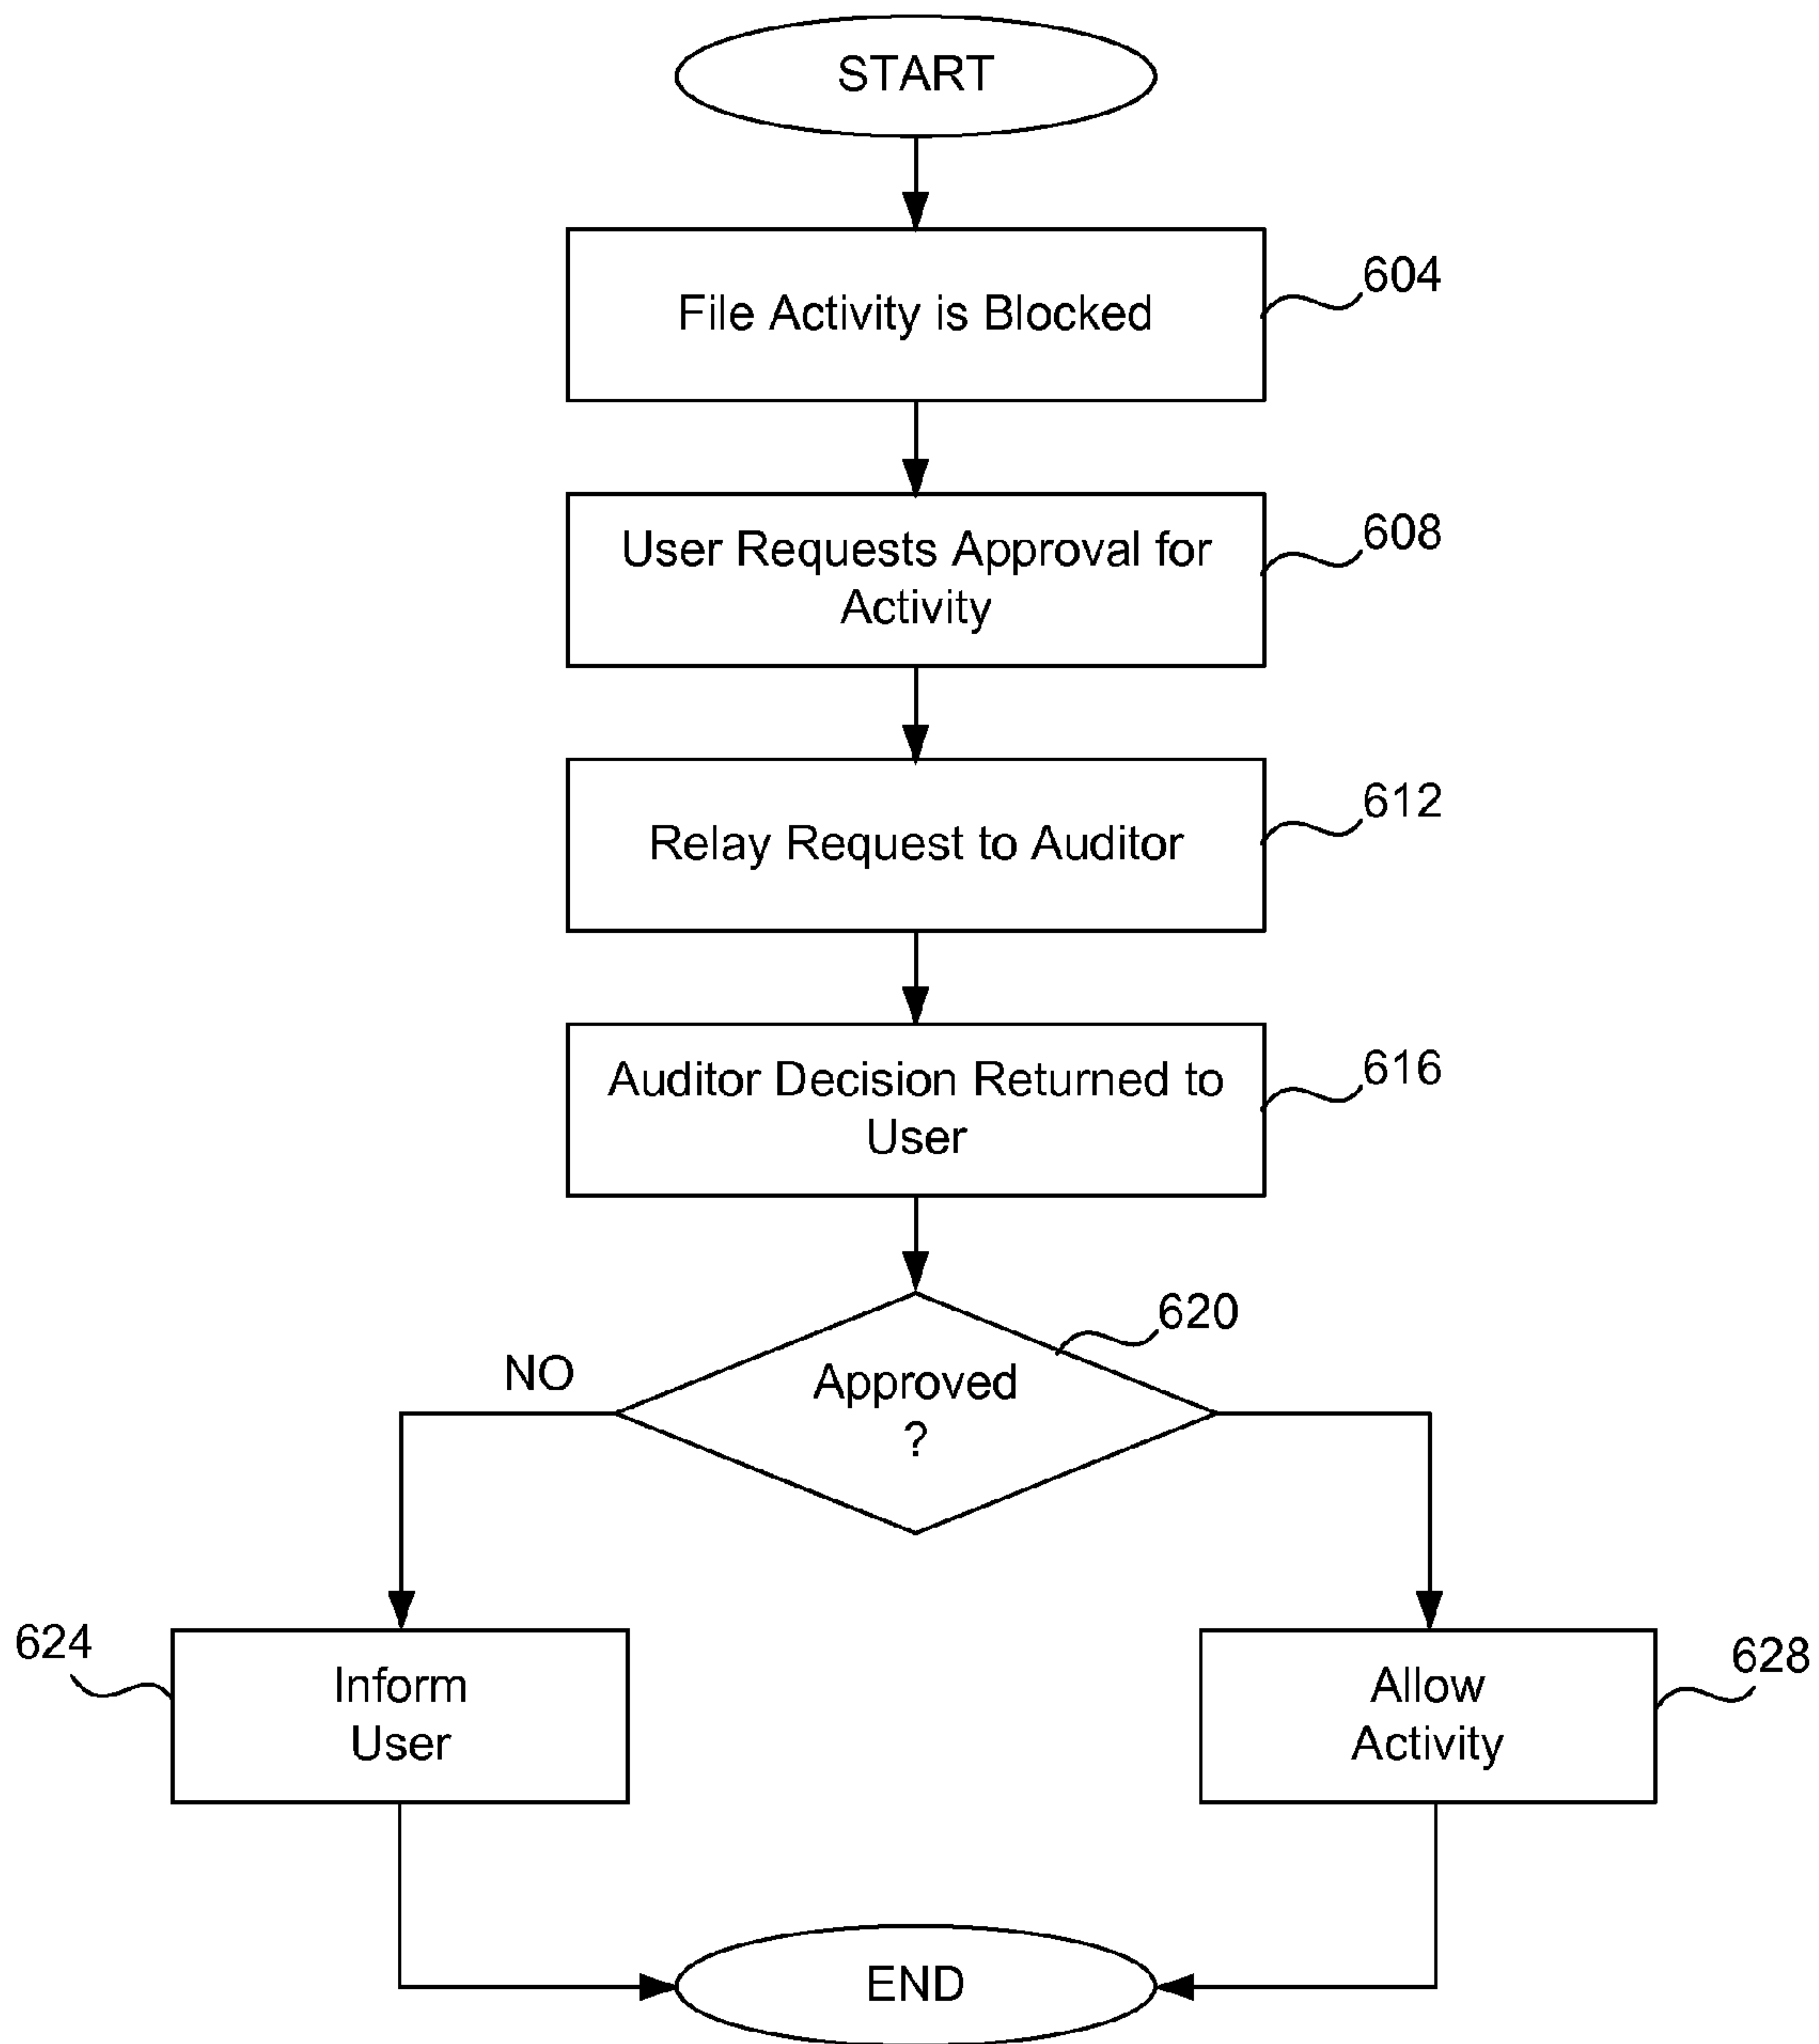 START
File Activity is Blocked
604
User Requests Approval for
Activity
608
Relay Request to Auditor
612
Auditor Decision Returned to
User
616
620
NO
Approved
?
624
Inform
User
Allow
Activity
628
END